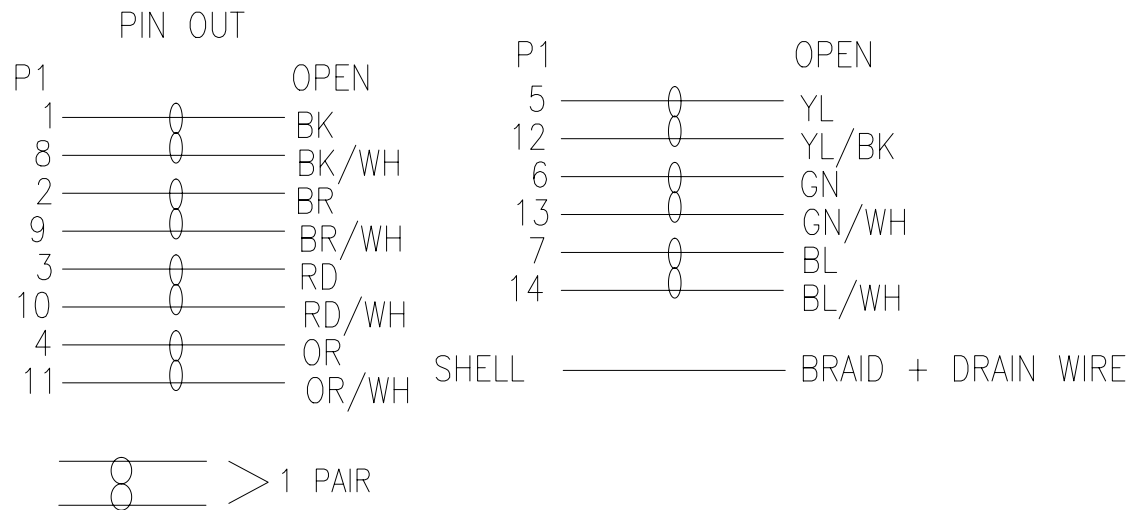 PIN OUT
P1 OPEN
1 BK
8 BK/WH
2 BR
9 BR/WH
3 RD
10 RD/WH
4 OR
11 OR/WH
P1 OPEN
5 YL
12 YL/BK
6 GN
13 GN/WH
7 BL
14 BL/WH
SHELL BRAID + DRAIN WIRE
1 PAIR